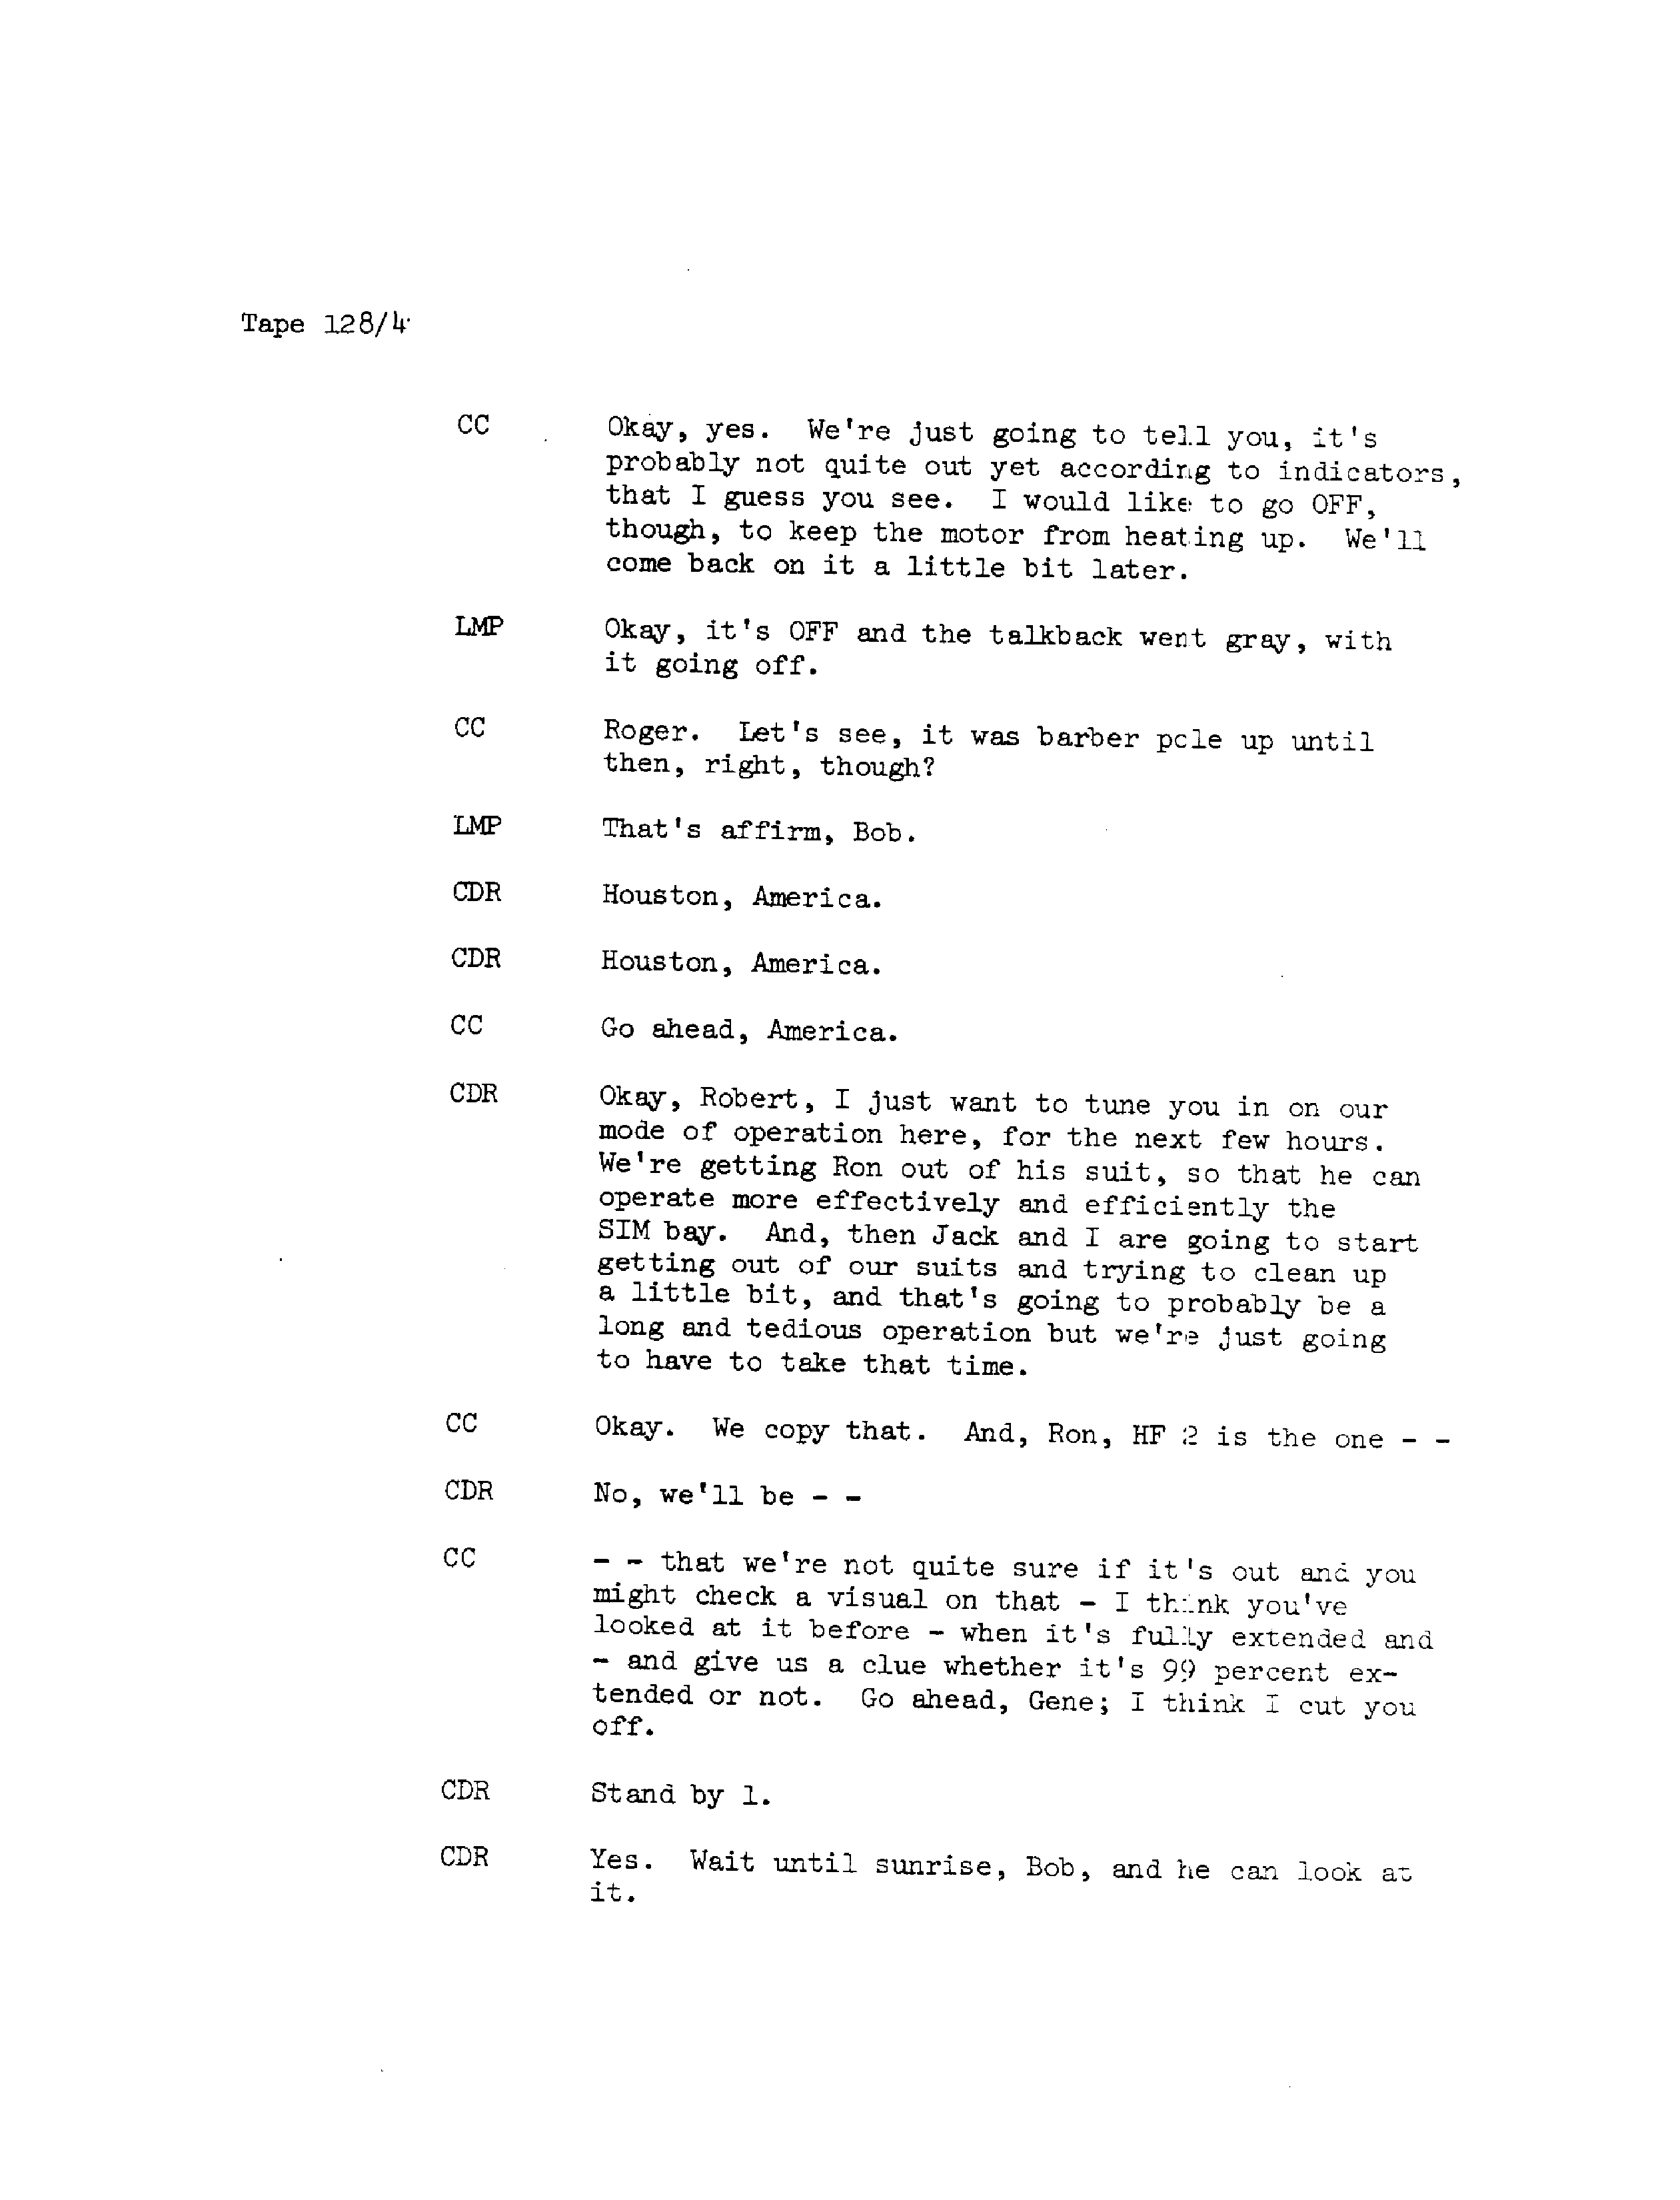 Tape 128/4
CC Okay, yes. We're just going to tell you, it's
probably not quite out yet according to indicators,
that I guess you see. I would like to go OFF,
though, to keep the motor from heating up. We'll
come back on it a little bit later.
LMP Okay, it's OFF and the talkback went gray, with
it going off.
CC Roger. Let's see, it was barber pole up until
then, right, though?
LMP That's affirm, Bob.
CDR Houston, America.
CDR Houston, America.
CC Go ahead, America.
CDR Okay, Robert, I just want to tune you in on our
mode of operation here, for the next few hours.
We're getting Ron out of his suit, so that he can
operate more effectively and efficiently the
SIM bay. And, then Jack and I are going to start
getting out of our suits and trying to clean up
a little bit, and that's going to probably be a
long and tedious operation but we're just going
to have to take that time.
CC Okay. We copy that. And, Ron, HF 2 is the one - -
CDR No, we'll be - -
CC - - that we're not quite sure if it's out and you
might check a visual on that - I think you've
looked at it before - when it's fully extended and
- and give us a clue whether it's 99 percent ex-
tended or not. Go ahead, Gene; I think I cut you
off.
CDR Stand by 1.
CDR Yes. Wait until sunrise, Bob, and he can look at
it.